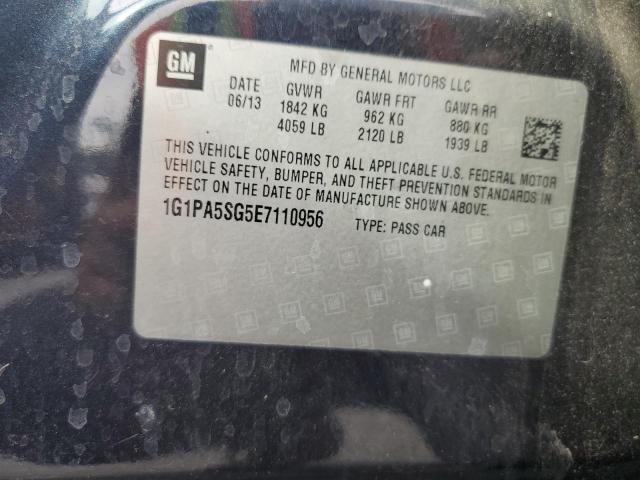 GM
MFD BY GENERAL MOTORS LLC
DATE GVWR GAWR FRT GAWR RR
06/13 1842 KG 962 KG 880 KG
4059 LB 2120 LB 1939 LB
THIS VEHICLE CONFORMS TO ALL APPLICABLE U.S. FEDERAL MOTOR
VEHICLE SAFETY, BUMPER, AND THEFT PREVENTION STANDARDS IN
EFFECT ON THE DATE OF MANUFACTURE SHOWN ABOVE.
1G1PA5SG5E7110956 TYPE: PASS CAR